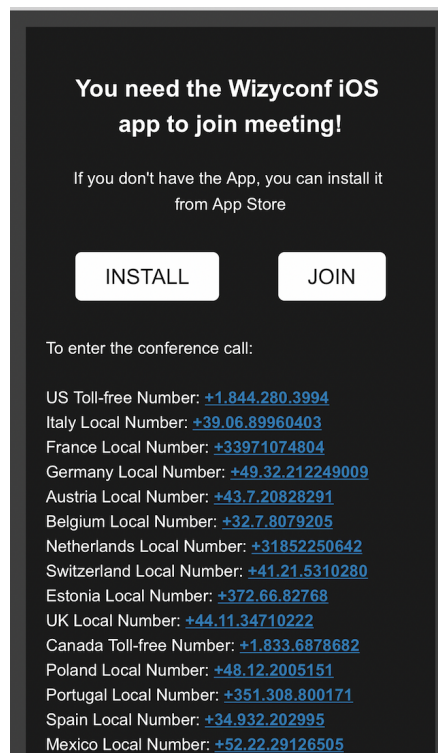 You need the Wizyconf iOS
app to join meeting!
If you don't have the App, you can install it
from App Store
INSTALL JOIN
To enter the conference call:
US Toll-free Number: +1.844.280.3994
Italy Local Number: +39.06.89960403
France Local Number: +33971074804
Germany Local Number: +49.32.212249009
Austria Local Number: +43.7.20828291
Belgium Local Number: +32.7.8079205
Netherlands Local Number: +31852250642
Switzerland Local Number: +41.21.5310280
Estonia Local Number: +372.66.82768
UK Local Number: +44.11.34710222
Canada Toll-free Number: +1.833.6878682
Poland Local Number: +48.12.2005151
Portugal Local Number: +351.308.800171
Spain Local Number: +34.932.202995
Mexico Local Number: +52.22.29126505